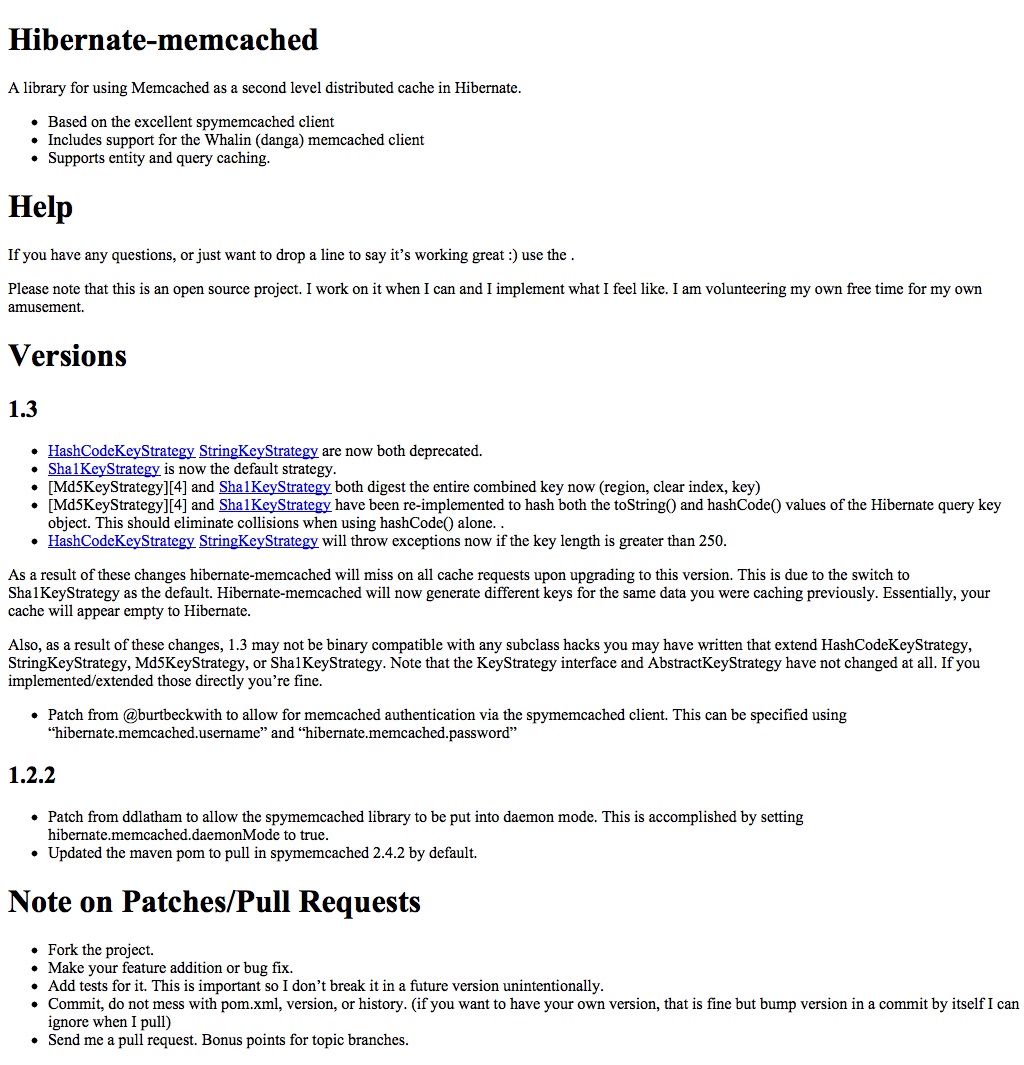 Hibernate-memcached
A library for using Memcached as a second level distributed cache in Hibernate.
• Based on the excellent spymemcached client
• Includes support for the Whalin (danga) memcached client
• Supports entity and query caching.
Help
If you have any questions, or just want to drop a line to say it’s working great :) use the .
Please note that this is an open source project. I work on it when I can and I implement what I feel like. I am volunteering my own free time for my own
amusement.
Versions
1.3
• HashCodeKeyStrategy StringKeyStrategy are now both deprecated.
• Sha1KeyStrategy is now the default strategy.
• [Md5KeyStrategy][4] and Sha1KeyStrategy both digest the entire combined key now (region, clear index, key)
• [Md5KeyStrategy][4] and Sha1KeyStrategy have been re-implemented to hash both the toString() and hashCode() values of the Hibernate query key
object. This should eliminate collisions when using hashCode() alone. .
• HashCodeKeyStrategy StringKeyStrategy will throw exceptions now if the key length is greater than 250.
As a result of these changes hibernate-memcached will miss on all cache requests upon upgrading to this version. This is due to the switch to
Sha1KeyStrategy as the default. Hibernate-memcached will now generate different keys for the same data you were caching previously. Essentially, your
cache will appear empty to Hibernate.
Also, as a result of these changes, 1.3 may not be binary compatible with any subclass hacks you may have written that extend HashCodeKeyStrategy,
StringKeyStrategy, Md5KeyStrategy, or Sha1KeyStrategy. Note that the KeyStrategy interface and AbstractKeyStrategy have not changed at all. If you
implemented/extended those directly you’re fine.
• Patch from @burtbeckwith to allow for memcached authentication via the spymemcached client. This can be specified using
“hibernate.memcached.username” and “hibernate.memcached.password”
1.2.2
• Patch from ddlatham to allow the spymemcached library to be put into daemon mode. This is accomplished by setting
hibernate.memcached.daemonMode to true.
• Updated the maven pom to pull in spymemcached 2.4.2 by default.
Note on Patches/Pull Requests
• Fork the project.
• Make your feature addition or bug fix.
• Add tests for it. This is important so I don’t break it in a future version unintentionally.
• Commit, do not mess with pom.xml, version, or history. (if you want to have your own version, that is fine but bump version in a commit by itself I can
ignore when I pull)
• Send me a pull request. Bonus points for topic branches.